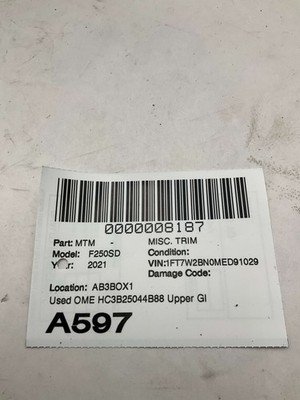 0000008187
Part: MTM - MISC. TRIM
Model: F250SD Condition:
Year: 2021 VIN:1FT7W2BN0MED91029
Damage Code:
Location: AB3BOX1
Used OME HC3B25044B88 Upper Gl
A597